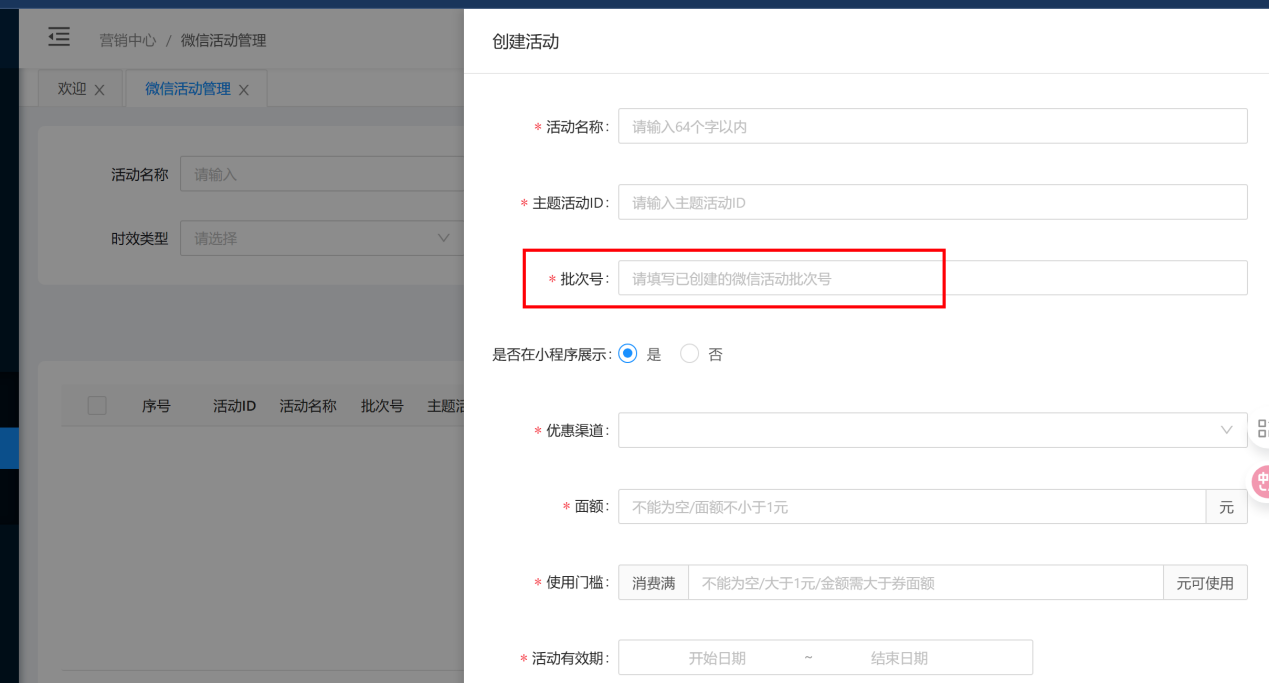 营销中心 / 微信活动管理
欢迎
微信活动管理
活动名称 请输入
时效类型 请选择
序号 活动ID 活动名称 批次号
创建活动
* 活动名称: 请输入64个字以内
* 主题活动ID: 请输入主题活动ID
* 批次号: 请填写已创建的微信活动批次号
是否在小程序展示: 是 否
* 优惠渠道:
* 面额: 不能为空/面额不小于1元 元
* 使用门槛: 消费满 不能为空/大于1元/金额需大于券面额 元可使用
* 活动有效期: 开始日期 ~ 结束日期